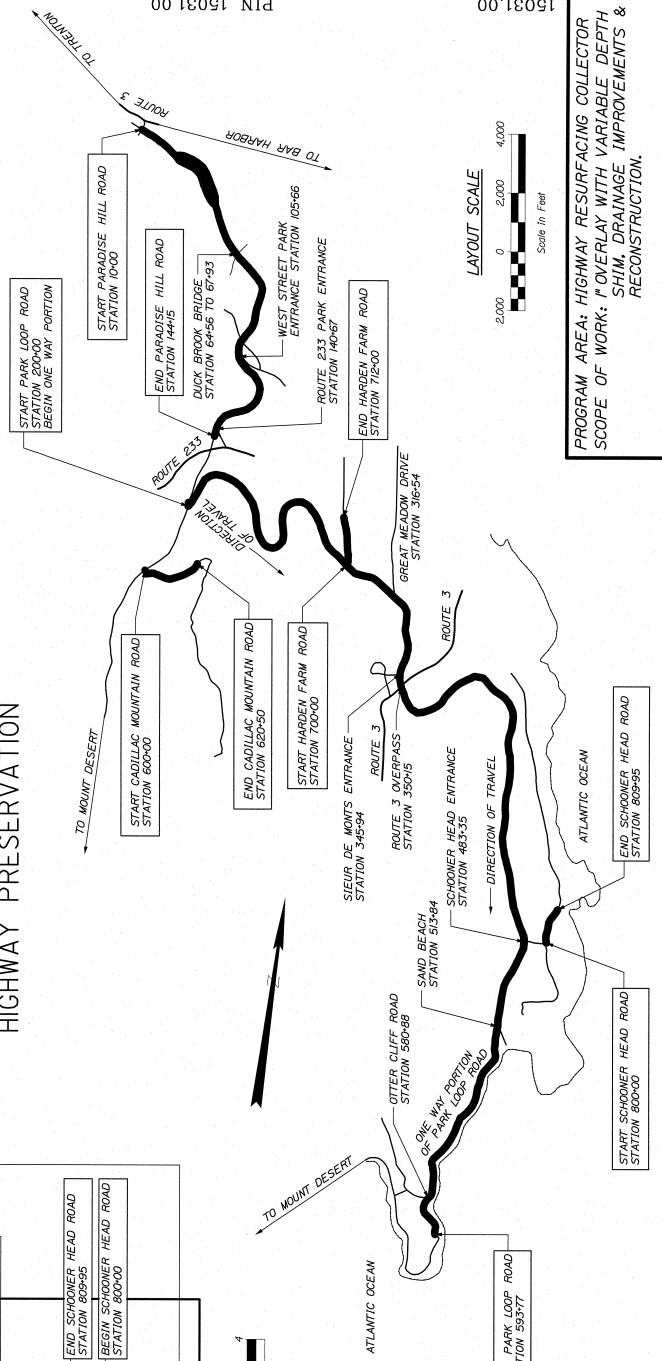 HIGHWAY PRESERVATION
PIN 15031.00
15031.00
TO TRENTON
ROUTE 3
TO BAR HARBOR
START PARADISE HILL ROAD
STATION 10+00
START PARK LOOP ROAD
STATION 200+00
BEGIN ONE WAY PORTION
END PARADISE HILL ROAD
STATION 144+15
DUCK BROOK BRIDGE
STATION 64+56 TO 67+93
WEST STREET PARK
ENTRANCE STATION 105+66
ROUTE 233 PARK ENTRANCE
STATION 140+67
ROUTE 233
DIRECTION
OF TRAVEL
END HARDEN FARM ROAD
STATION 712+00
GREAT MEADOW DRIVE
STATION 316+54
TO MOUNT DESERT
START CADILLAC MOUNTAIN ROAD
STATION 600+00
END CADILLAC MOUNTAIN ROAD
STATION 620+50
START HARDEN FARM ROAD
STATION 700+00
SIEUR DE MONTS ENTRANCE
STATION 345+94
ROUTE 3
ROUTE 3
ROUTE 3 OVERPASS
STATION 350+15
SCHOONER HEAD ENTRANCE
STATION 483+35
DIRECTION OF TRAVEL
SAND BEACH
STATION 513+84
OTTER CLIFF ROAD
STATION 580+88
ONE WAY PORTION
OF PARK LOOP ROAD
TO MOUNT DESERT
ATLANTIC OCEAN
ATLANTIC OCEAN
END SCHOONER HEAD ROAD
STATION 809+95
START SCHOONER HEAD ROAD
STATION 800+00
PARK LOOP ROAD
TION 593+77
END SCHOONER HEAD ROAD
STATION 809+95
BEGIN SCHOONER HEAD ROAD
STATION 800+00
4
Z
LAYOUT SCALE
2,000 0 2,000 4,000
Scale In Feet
PROGRAM AREA: HIGHWAY RESURFACING COLLECTOR
SCOPE OF WORK: 1" OVERLAY WITH VARIABLE DEPTH
SHIM, DRAINAGE IMPROVEMENTS &
RECONSTRUCTION.